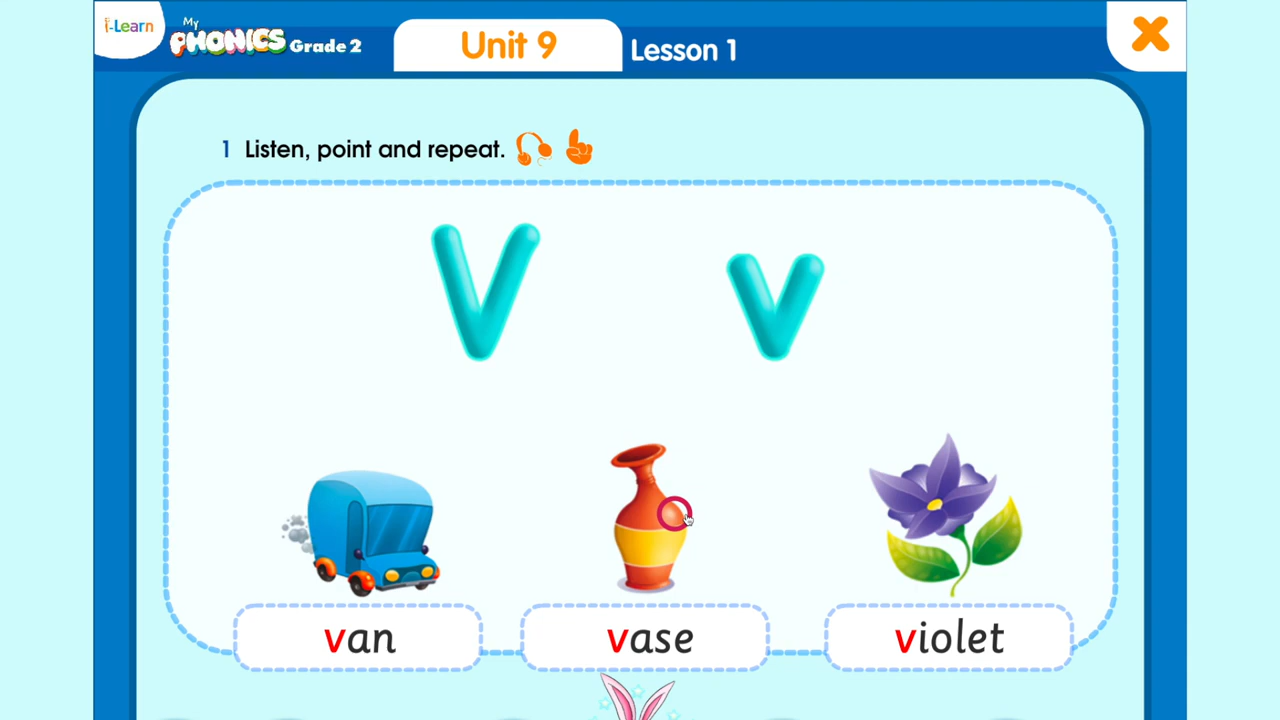 i-Learn
My
PHONICS Grade 2
Unit 9
Lesson 1
1 Listen, point and repeat.
V v
van vase violet